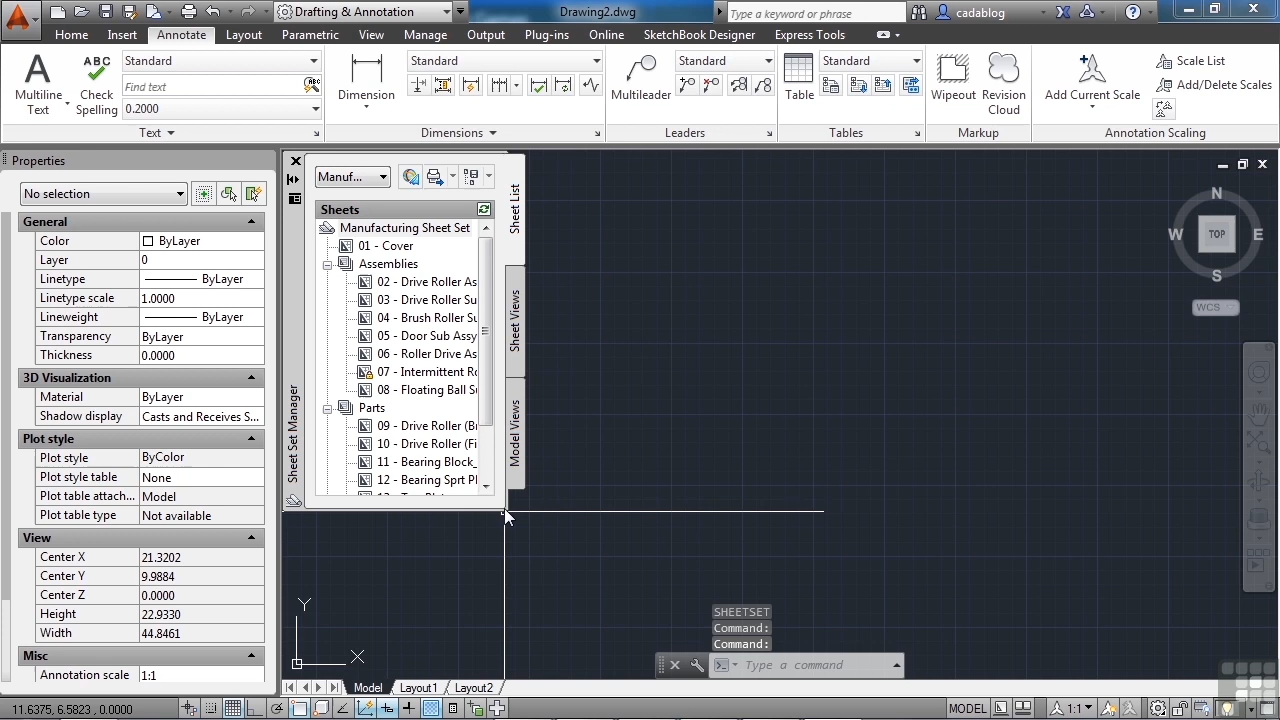 Drafting & Annotation
Drawing2.dwg
Type a keyword or phrase
cadablog
Home Insert Annotate Layout Parametric View Manage Output Plug-ins Online SketchBook Designer Express Tools
Multiline Text
ABC
Check Spelling
Standard
Find text
0.2000
Dimension
Standard
Multileader
Standard
Table
Standard
Wipeout
Revision Cloud
Add Current Scale
Scale List
Add/Delete Scales
Text Dimensions Leaders Tables Markup Annotation Scaling
Properties
No selection
General
Color ByLayer
Layer 0
Linetype ByLayer
Linetype scale 1.0000
Lineweight ByLayer
Transparency ByLayer
Thickness 0.0000
3D Visualization
Material ByLayer
Shadow display Casts and Receives S...
Plot style
Plot style ByColor
Plot style table None
Plot table attach... Model
Plot table type Not available
View
Center X 21.3202
Center Y 9.9884
Center Z 0.0000
Height 22.9330
Width 44.8461
Misc
Annotation scale 1:1
Sheet Set Manager
Manuf...
Sheets
Manufacturing Sheet Set
01 - Cover
Assemblies
02 - Drive Roller As
03 - Drive Roller Su
04 - Brush Roller Su
05 - Door Sub Assy
06 - Roller Drive As
07 - Intermittent Ro
08 - Floating Ball Su
Parts
09 - Drive Roller (Br
10 - Drive Roller (Fi
11 - Bearing Block_
12 - Bearing Sprt Pl
Sheet List
Sheet Views
Model Views
N
W TOP E
S
WCS
Y
X
SHEETSET
Command:
Command:
Type a command
Model Layout1 Layout2
11.6375, 6.5823 , 0.0000
MODEL
1:1